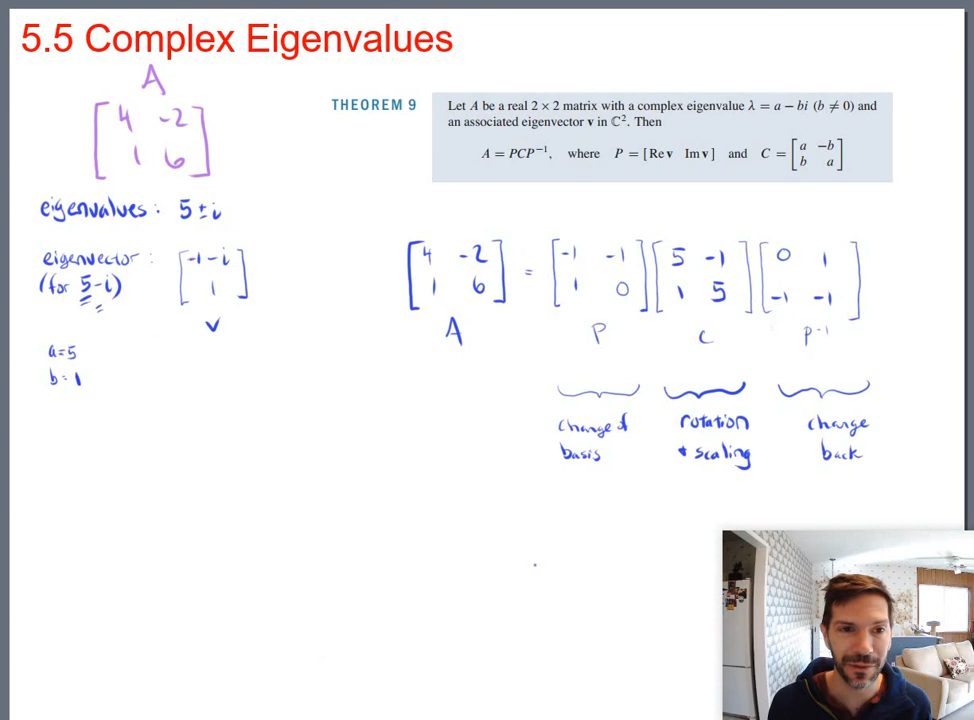 5.5 Complex Eigenvalues
A
4 -2
1 6
THEOREM 9
Let A be a real 2 × 2 matrix with a complex eigenvalue λ = a − bi (b ≠ 0) and
an associated eigenvector v in ℂ². Then
A = PCP⁻¹, where P = [Re v Im v] and C = [a −b
b a]
eigenvalues: 5 ± i
eigenvector:
(for 5-i)
[-1-i
1]
v
a=5
b=1
[4 -2 = [-1 -1 [5 -1 [0 1
1 6] 1 0] 1 5] -1 -1]
A P C P-1
change of basis
rotation + scaling
change back